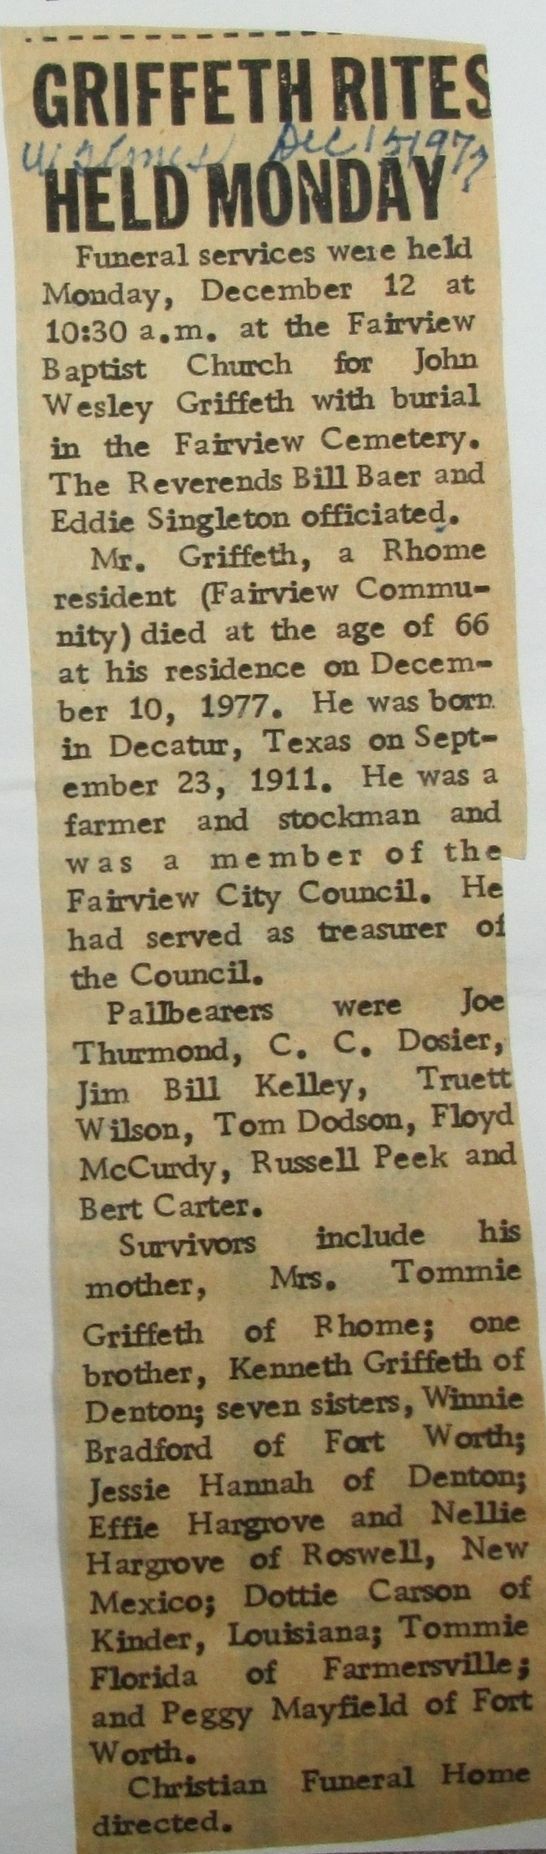 GRIFFETH RITES
Dec 15 1977
HELD MONDAY
Funeral services were held
Monday, December 12 at
10:30 a.m. at the Fairview
Baptist Church for John
Wesley Griffeth with burial
in the Fairview Cemetery.
The Reverends Bill Baer and
Eddie Singleton officiated.
Mr. Griffeth, a Rhome
resident (Fairview Commu-
nity) died at the age of 66
at his residence on Decem-
ber 10, 1977. He was born
in Decatur, Texas on Sept-
ember 23, 1911. He was a
farmer and stockman and
was a member of the
Fairview City Council. He
had served as treasurer of
the Council.
Pallbearers were Joe
Thurmond, C. C. Dosier,
Jim Bill Kelley, Truett
Wilson, Tom Dodson, Floyd
McCurdy, Russell Peek and
Bert Carter.
Survivors include his
mother, Mrs. Tommie
Griffeth of Rhome; one
brother, Kenneth Griffeth of
Denton; seven sisters, Winnie
Bradford of Fort Worth;
Jessie Hannah of Denton;
Effie Hargrove and Nellie
Hargrove of Roswell, New
Mexico; Dottie Carson of
Kinder, Louisiana; Tommie
Florida of Farmersville;
and Peggy Mayfield of Fort
Worth.
Christian Funeral Home
directed.